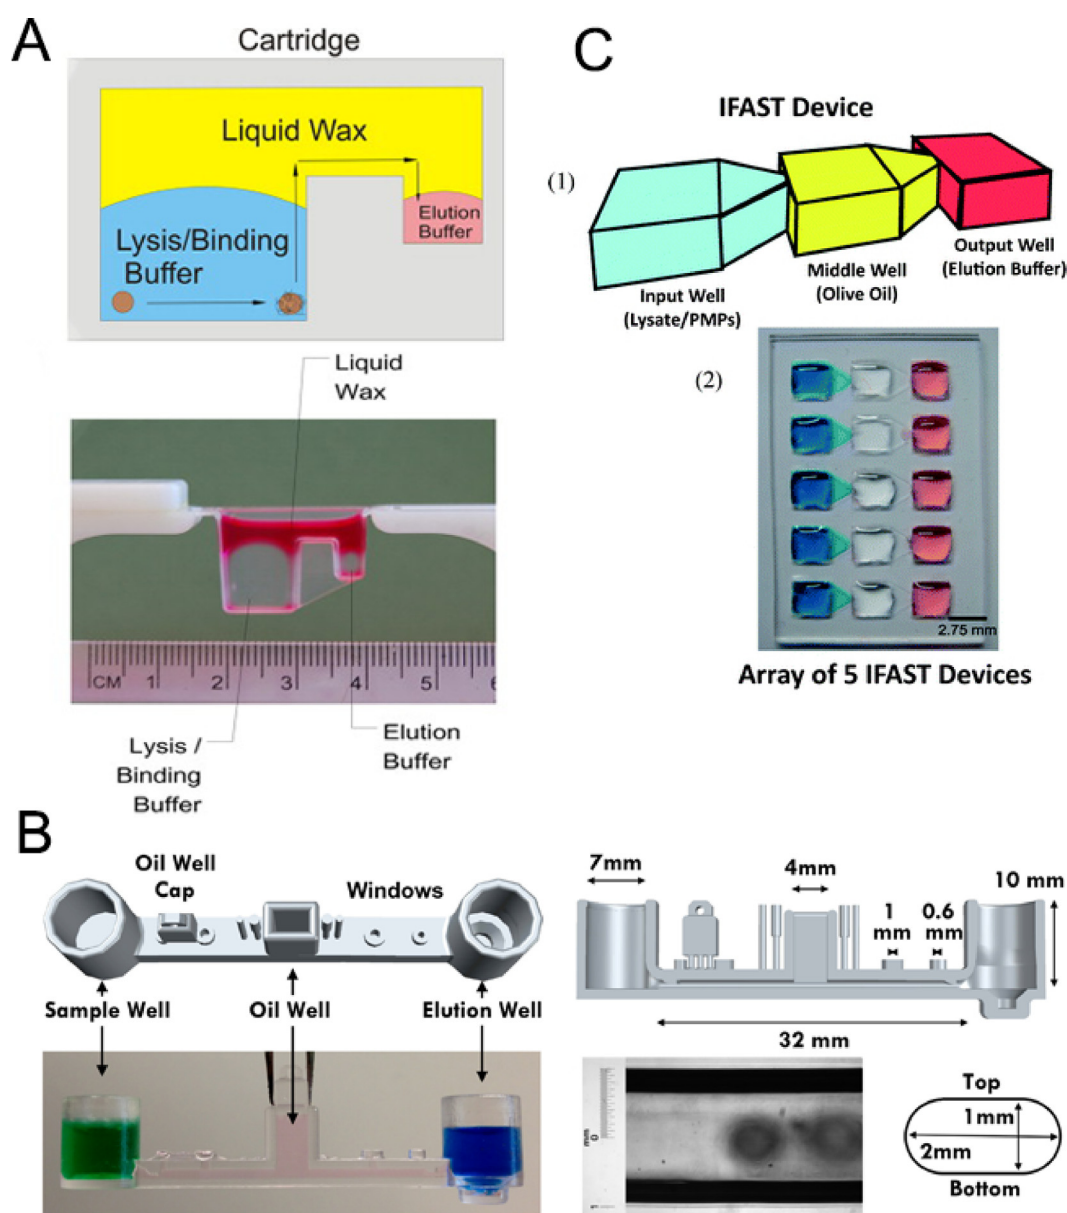 A
Cartridge
Liquid Wax
Lysis/Binding
Buffer
Elution
Buffer
Liquid
Wax
CM 1 2 3 4 5 6
Lysis /
Binding
Buffer
Elution
Buffer
C
IFAST Device
(1)
Input Well
(Lysate/PMPs)
Middle Well
(Olive Oil)
Output Well
(Elution Buffer)
(2)
2.75 mm
Array of 5 IFAST Devices
B
Oil Well
Cap
Windows
Sample Well
Oil Well
Elution Well
7mm
4mm
10 mm
1
mm
0.6
mm
32 mm
mm
0
Top
1mm
2mm
Bottom